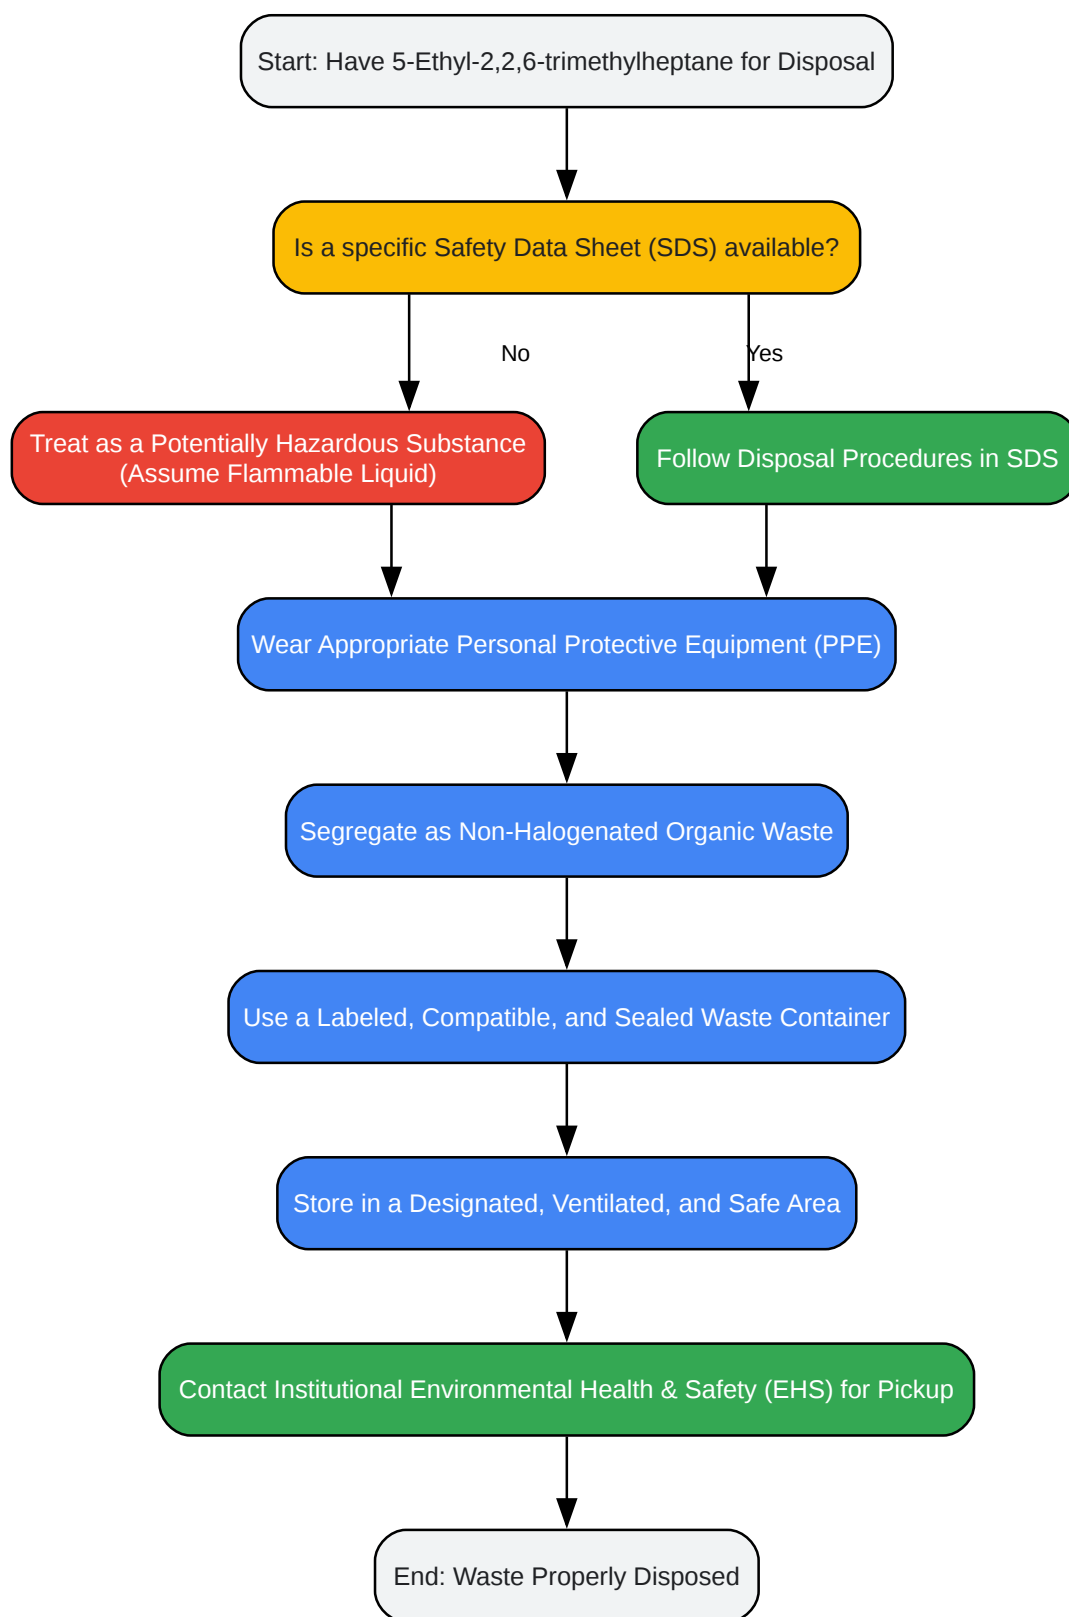 Start: Have 5-Ethyl-2,2,6-trimethylheptane for Disposal
Is a specific Safety Data Sheet (SDS) available?
No
Yes
Treat as a Potentially Hazardous Substance
(Assume Flammable Liquid)
Follow Disposal Procedures in SDS
Wear Appropriate Personal Protective Equipment (PPE)
Segregate as Non-Halogenated Organic Waste
Use a Labeled, Compatible, and Sealed Waste Container
Store in a Designated, Ventilated, and Safe Area
Contact Institutional Environmental Health & Safety (EHS) for Pickup
End: Waste Properly Disposed